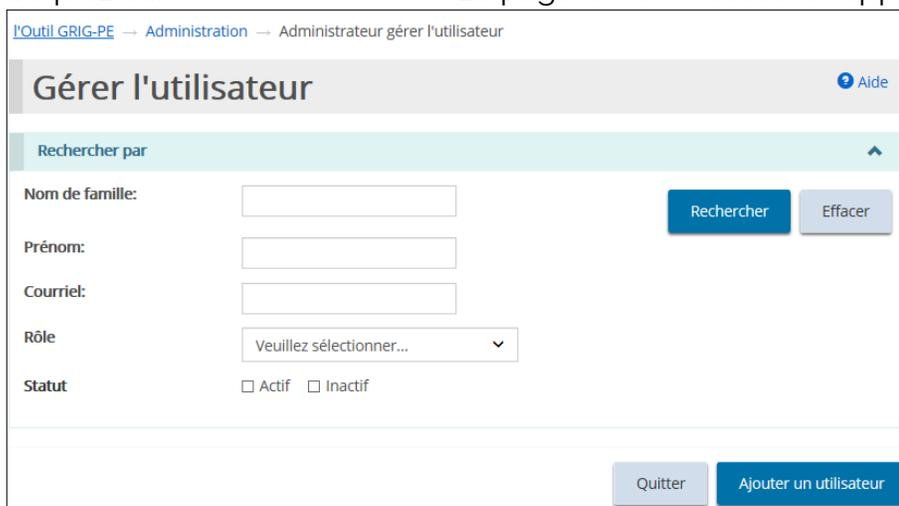 l'Outil GRIG-PE → Administration → Administrateur gérer l'utilisateur
Gérer l'utilisateur
Aide
Rechercher par
Nom de famille:
Rechercher Effacer
Prénom:
Courriel:
Rôle Veuillez sélectionner...
Statut Actif Inactif
Quitter Ajouter un utilisateur